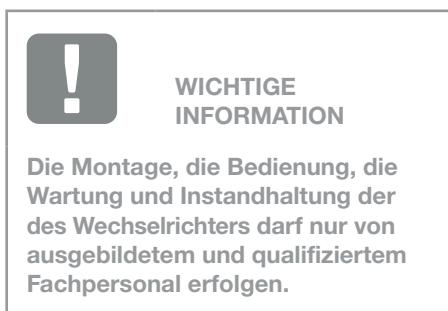 WICHTIGE
INFORMATION
Die Montage, die Bedienung, die
Wartung und Instandhaltung der
des Wechselrichters darf nur von
ausgebildetem und qualifiziertem
Fachpersonal erfolgen.